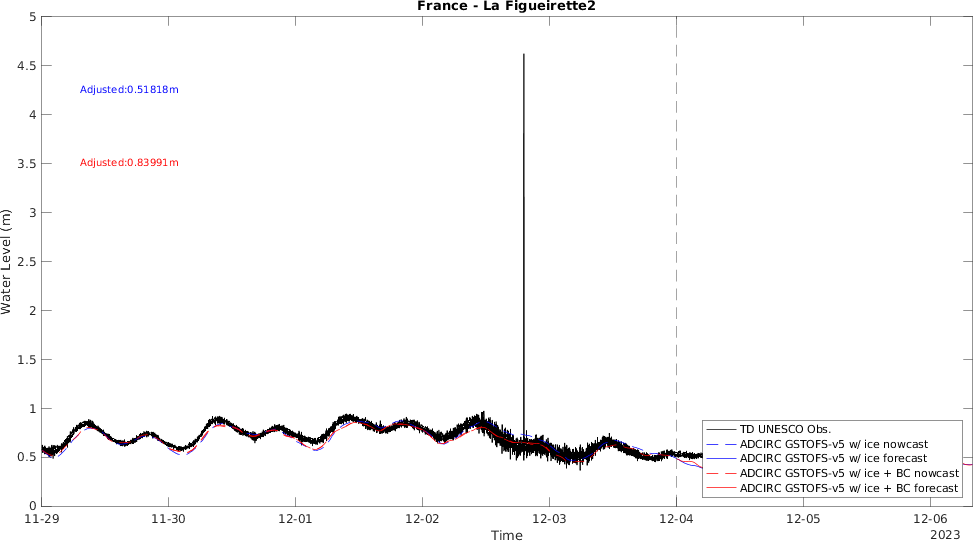 France - La Figueirette2
5
4.5
4
3.5
3
2.5
2
1.5
1
0.5
0
Water Level (m)
Adjusted:0.51818m
Adjusted:0.83991m
TD UNESCO Obs.
ADCIRC GSTOFS-v5 w/ ice nowcast
ADCIRC GSTOFS-v5 w/ ice forecast
ADCIRC GSTOFS-v5 w/ ice + BC nowcast
ADCIRC GSTOFS-v5 w/ ice + BC forecast
11-29 11-30 12-01 12-02 12-03 12-04 12-05 12-06
Time
2023